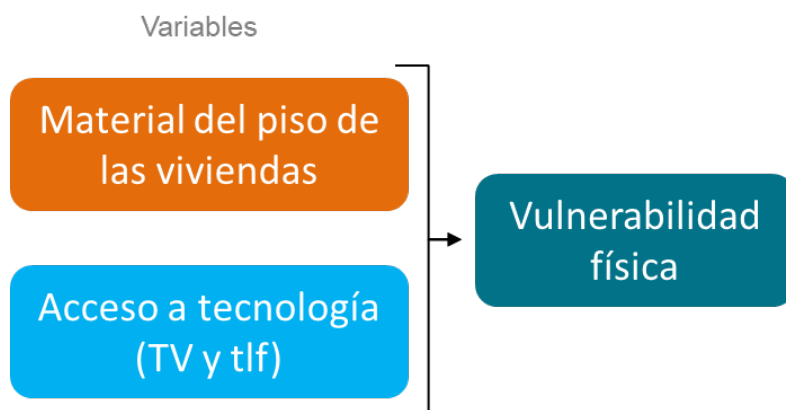 Variables
Material del piso de
las viviendas
Vulnerabilidad
física
Acceso a tecnología
(TV y tlf)